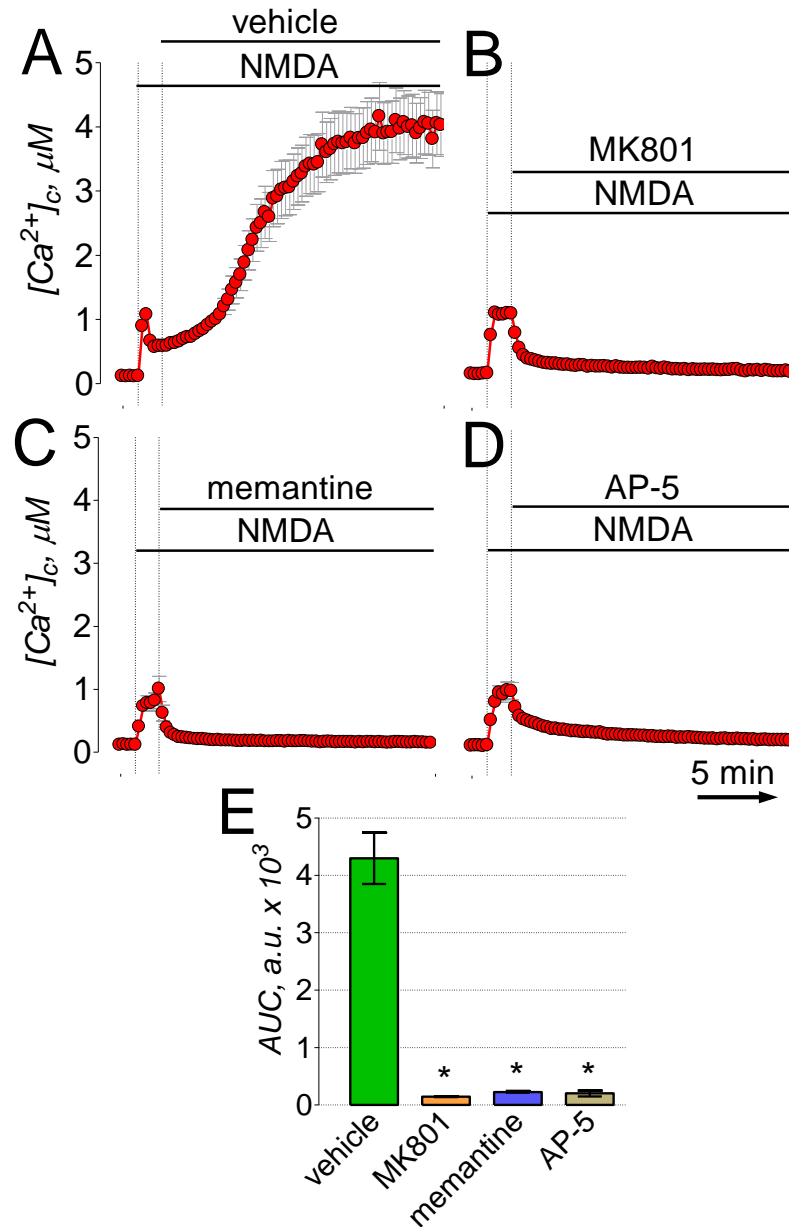 A
vehicle
NMDA
[Ca²⁺]c, µM
5
4
3
2
1
0
B
MK801
NMDA
C
memantine
NMDA
[Ca²⁺]c, µM
5
4
3
2
1
0
D
AP-5
NMDA
5 min
E
AUC, a.u. x 10³
5
4
3
2
1
0
* * *
vehicle
MK801
memantine
AP-5